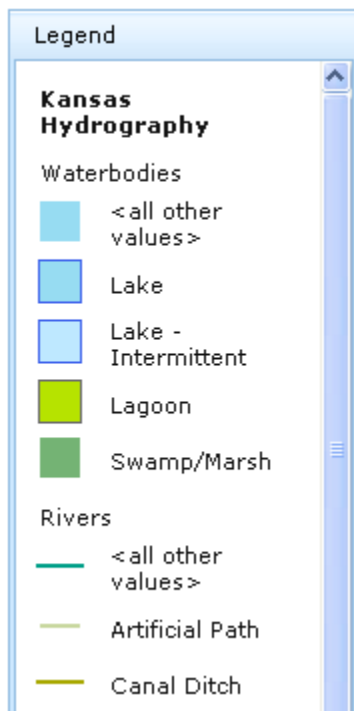 Legend
Kansas
Hydrography
Waterbodies
<all other
values>
Lake
Lake -
Intermittent
Lagoon
Swamp/Marsh
Rivers
<all other
values>
Artificial Path
Canal Ditch